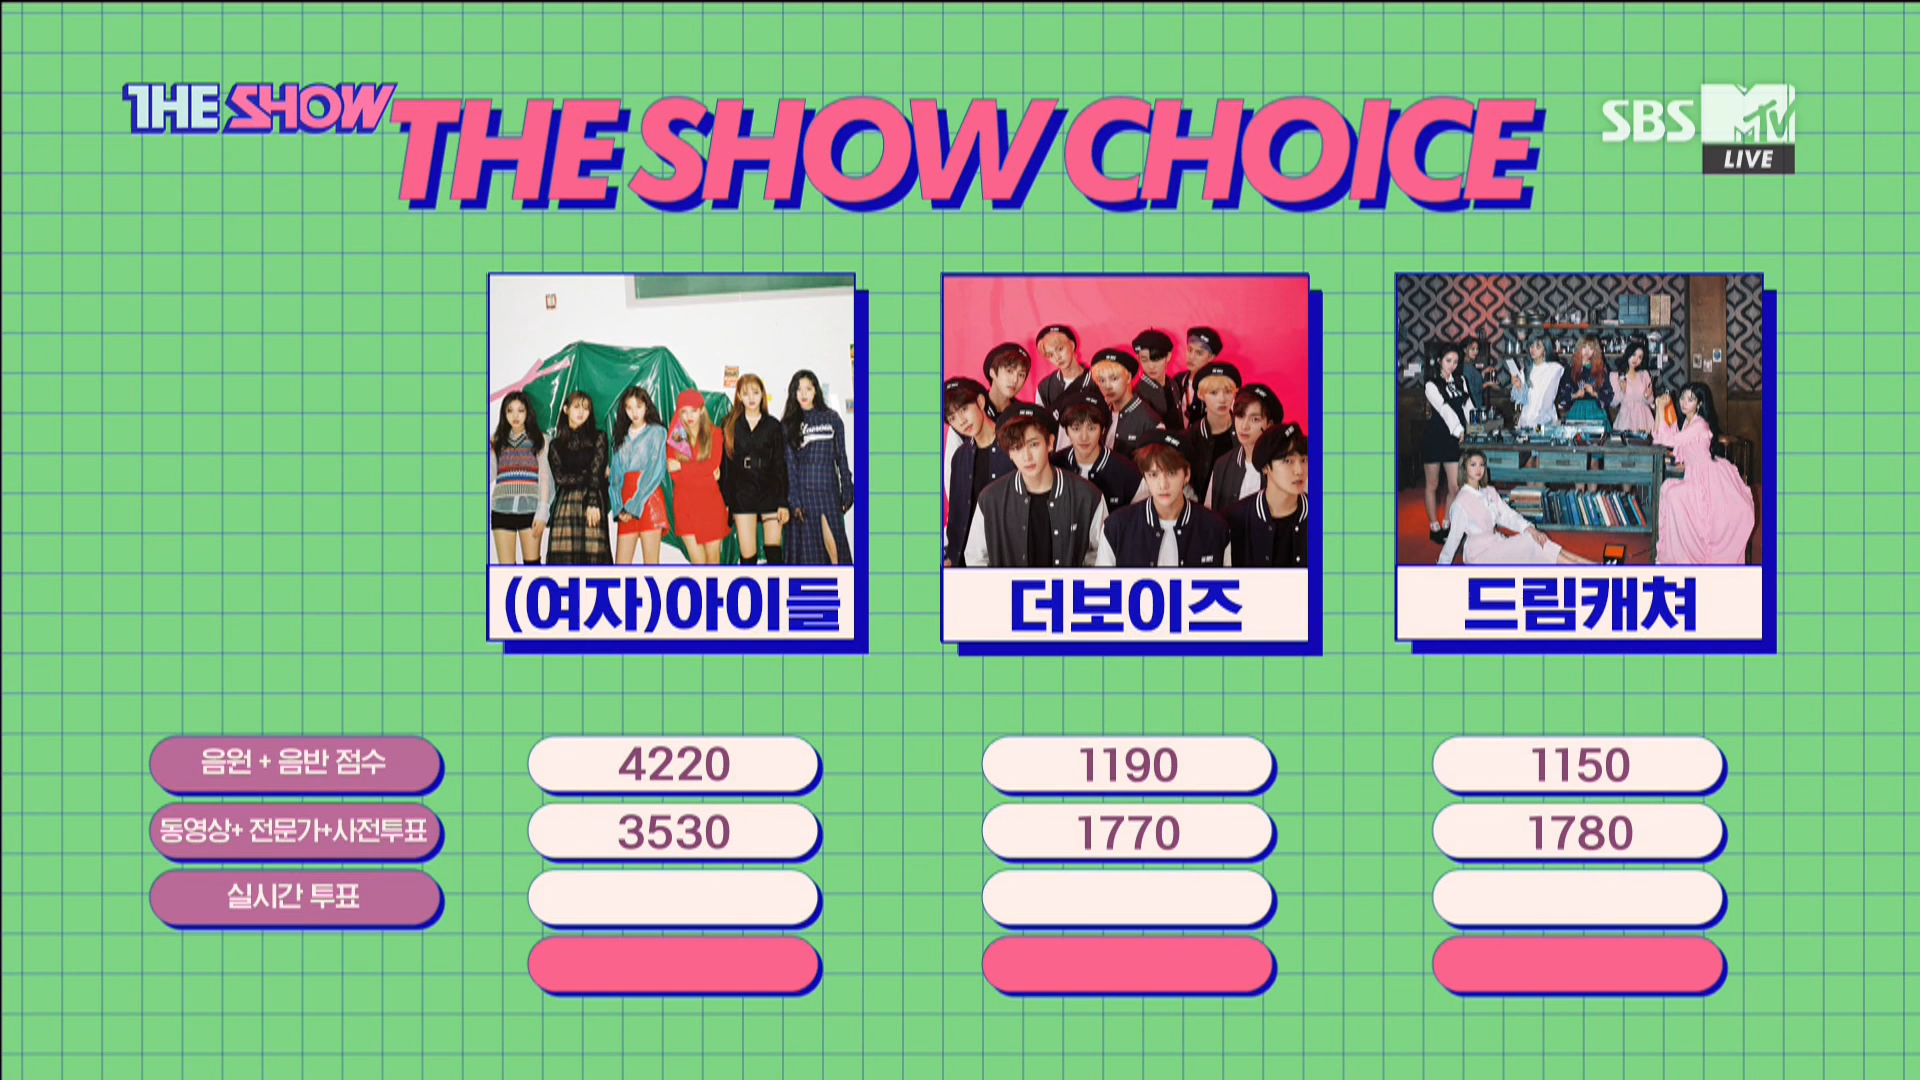 THE SHOW
THE SHOW CHOICE
SBS MTV
LIVE
(여자)아이들
더보이즈
드림캐쳐
음원 + 음반 점수
4220
1190
1150
동영상+ 전문가+사전투표
3530
1770
1780
실시간 투표